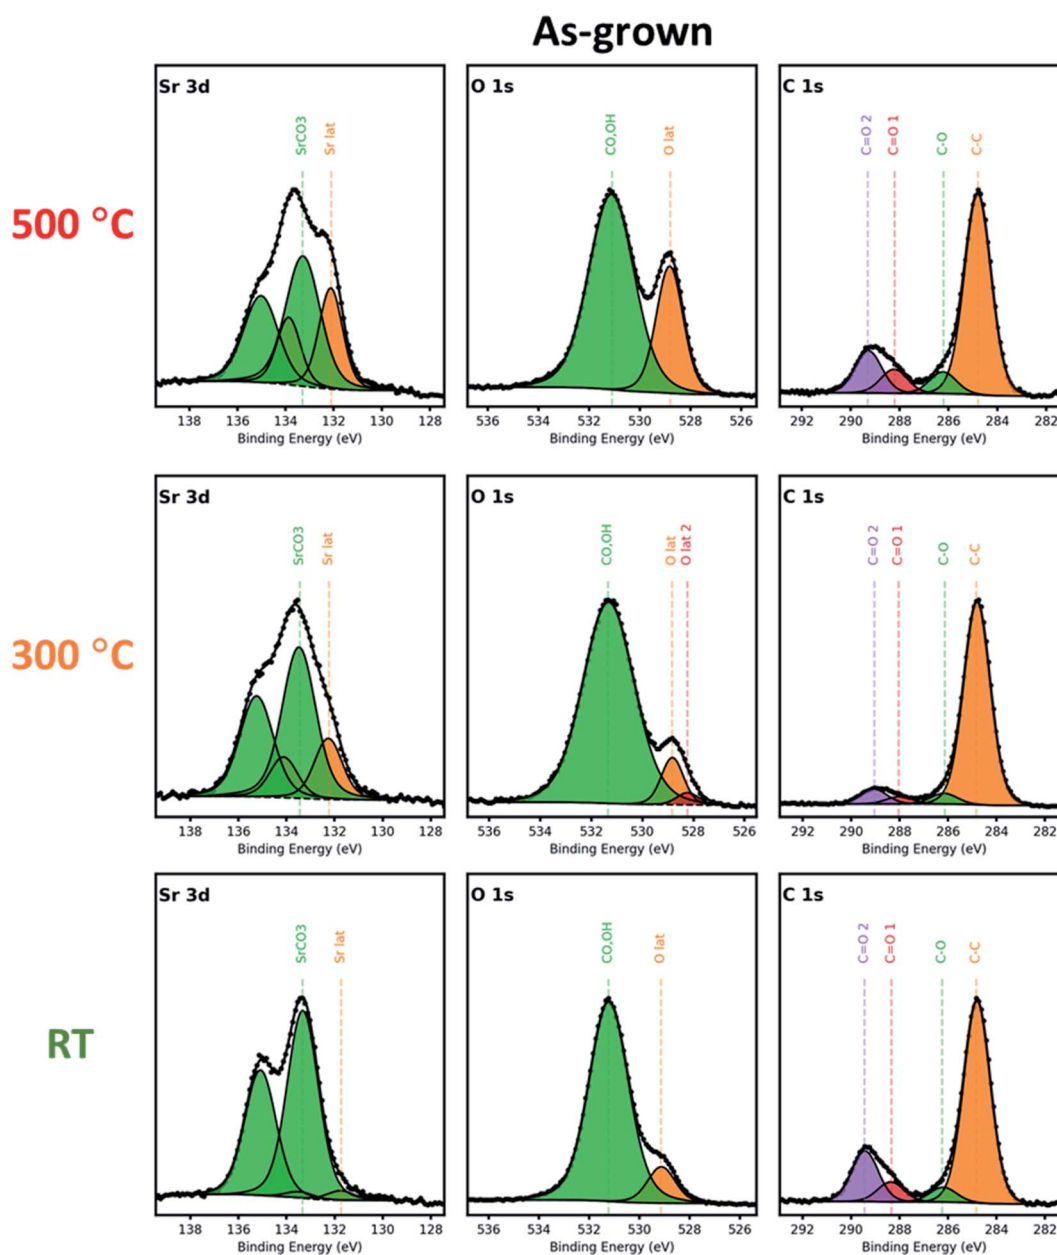 As-grown
500 °C
Sr 3d
SrCO3
Sr lat
138 136 134 132 130 128
Binding Energy (eV)
O 1s
CO,OH
O lat
536 534 532 530 528 526
Binding Energy (eV)
C 1s
C=O 2
C=O 1
C-O
C-C
292 290 288 286 284 282
Binding Energy (eV)
300 °C
Sr 3d
SrCO3
Sr lat
138 136 134 132 130 128
Binding Energy (eV)
O 1s
CO,OH
O lat
O lat 2
536 534 532 530 528 526
Binding Energy (eV)
C 1s
C=O 2
C=O 1
C-O
C-C
292 290 288 286 284 282
Binding Energy (eV)
RT
Sr 3d
SrCO3
Sr lat
138 136 134 132 130 128
Binding Energy (eV)
O 1s
CO,OH
O lat
536 534 532 530 528 526
Binding Energy (eV)
C 1s
C=O 2
C=O 1
C-O
C-C
292 290 288 286 284 282
Binding Energy (eV)